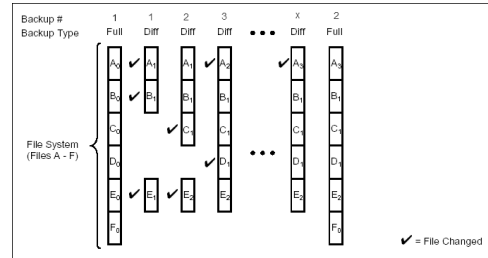 Backup # 1 1 2 3 x 2
Backup Type Full Diff Diff Diff Diff Full
A0 A1 A1 A2 A3 A3
B0 B1 B1 B1 B1 B1
C0 C1 C1 C1 C1
File System
(Files A - F)
D0 D1 D1 D1
E0 E1 E2 E2 E2 E2
F0 F0
✔ = File Changed